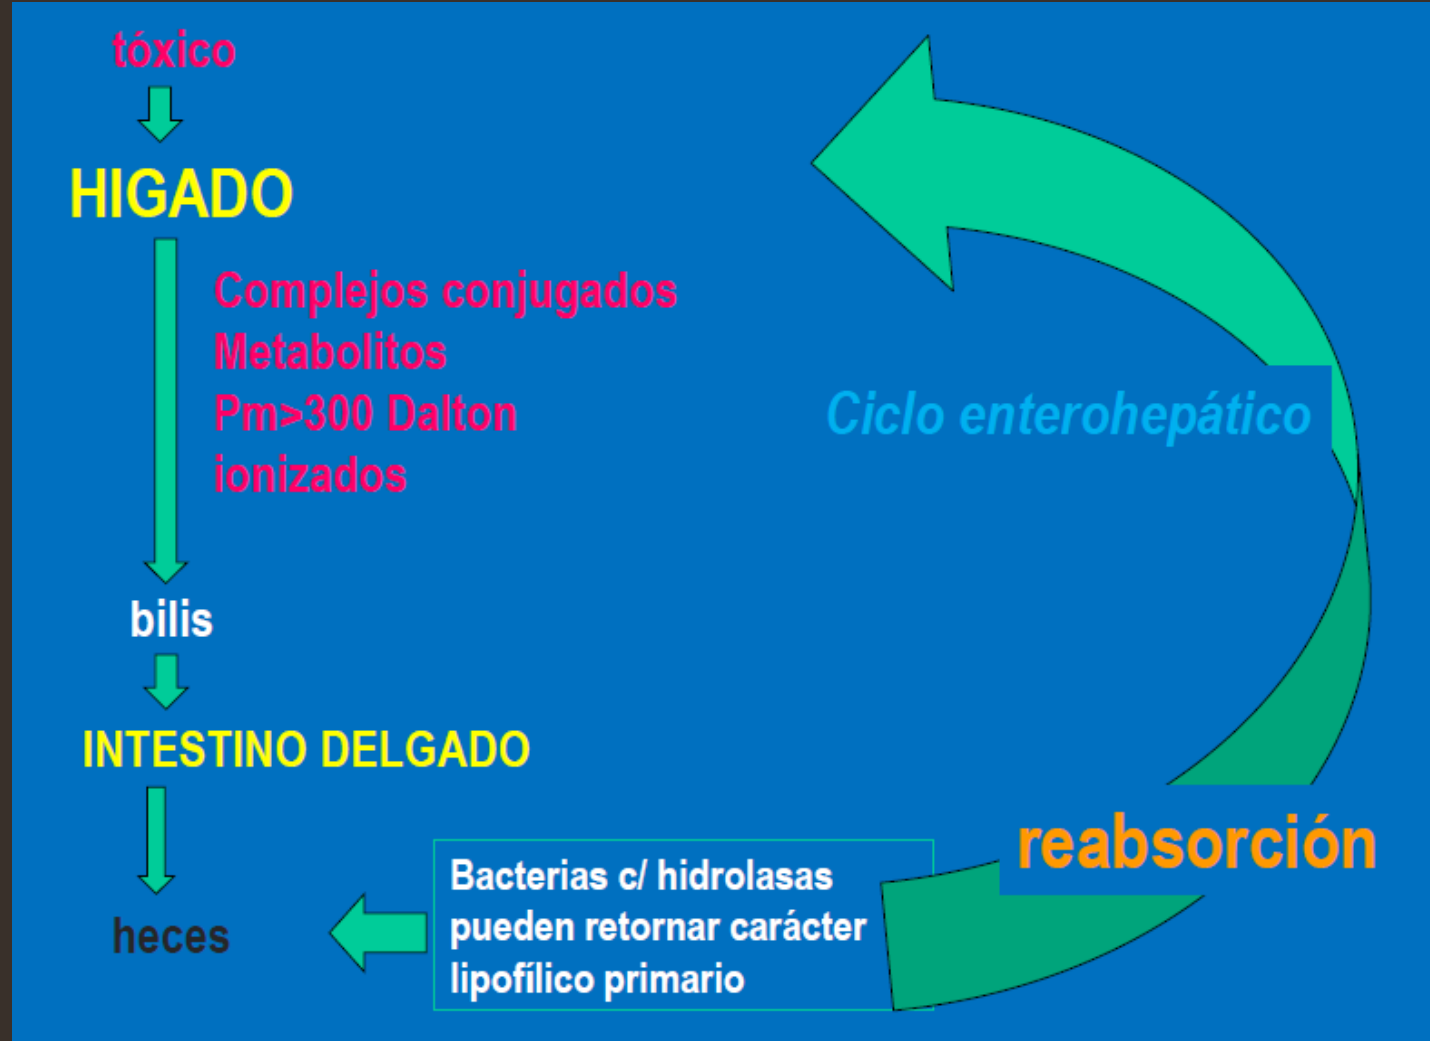 tóxico
HIGADO
Complejos conjugados
Metabolitos
Pm>300 Dalton
ionizados
Ciclo enterohepático
bilis
INTESTINO DELGADO
reabsorción
Bacterias c/ hidrolasas
pueden retornar carácter
lipofílico primario
heces